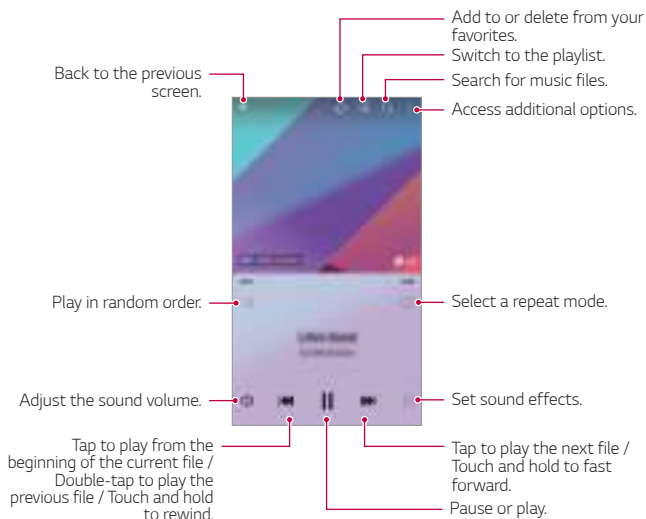 Add to or delete from your
favorites.
Switch to the playlist.
Back to the previous
screen.
Search for music files.
Access additional options.
Play in random order.
Select a repeat mode.
Adjust the sound volume.
Set sound effects.
Tap to play from the
beginning of the current file /
Double-tap to play the
previous file / Touch and hold
to rewind.
Tap to play the next file /
Touch and hold to fast
forward.
Pause or play.